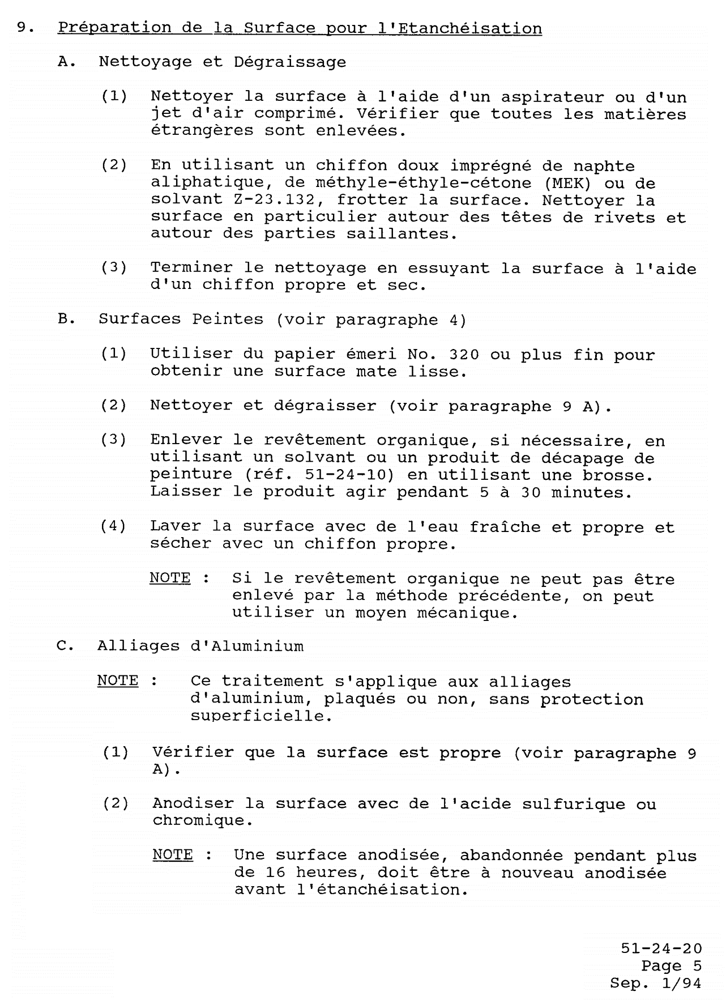 9. Préparation de la Surface pour l'Etanchéisation
A. Nettoyage et Dégraissage
(1) Nettoyer la surface à l'aide d'un aspirateur ou d'un
jet d'air comprimé. Vérifier que toutes les matières
étrangères sont enlevées.
(2) En utilisant un chiffon doux imprégné de naphte
aliphatique, de méthyle-éthyle-cétone (MEK) ou de
solvant Z-23.132, frotter la surface. Nettoyer la
surface en particulier autour des têtes de rivets et
autour des parties saillantes.
(3) Terminer le nettoyage en essuyant la surface à l'aide
d'un chiffon propre et sec.
B. Surfaces Peintes (voir paragraphe 4)
(1) Utiliser du papier émeri No. 320 ou plus fin pour
obtenir une surface mate lisse.
(2) Nettoyer et dégraisser (voir paragraphe 9 A).
(3) Enlever le revêtement organique, si nécessaire, en
utilisant un solvant ou un produit de décapage de
peinture (réf. 51-24-10) en utilisant une brosse.
Laisser le produit agir pendant 5 à 30 minutes.
(4) Laver la surface avec de l'eau fraîche et propre et
sécher avec un chiffon propre.
NOTE : Si le revêtement organique ne peut pas être
enlevé par la méthode précédente, on peut
utiliser un moyen mécanique.
C. Alliages d'Aluminium
NOTE : Ce traitement s'applique aux alliages
d'aluminium, plaqués ou non, sans protection
superficielle.
(1) Vérifier que la surface est propre (voir paragraphe 9
A).
(2) Anodiser la surface avec de l'acide sulfurique ou
chromique.
NOTE : Une surface anodisée, abandonnée pendant plus
de 16 heures, doit être à nouveau anodisée
avant l'étanchéisation.
51-24-20
Page 5
Sep. 1/94